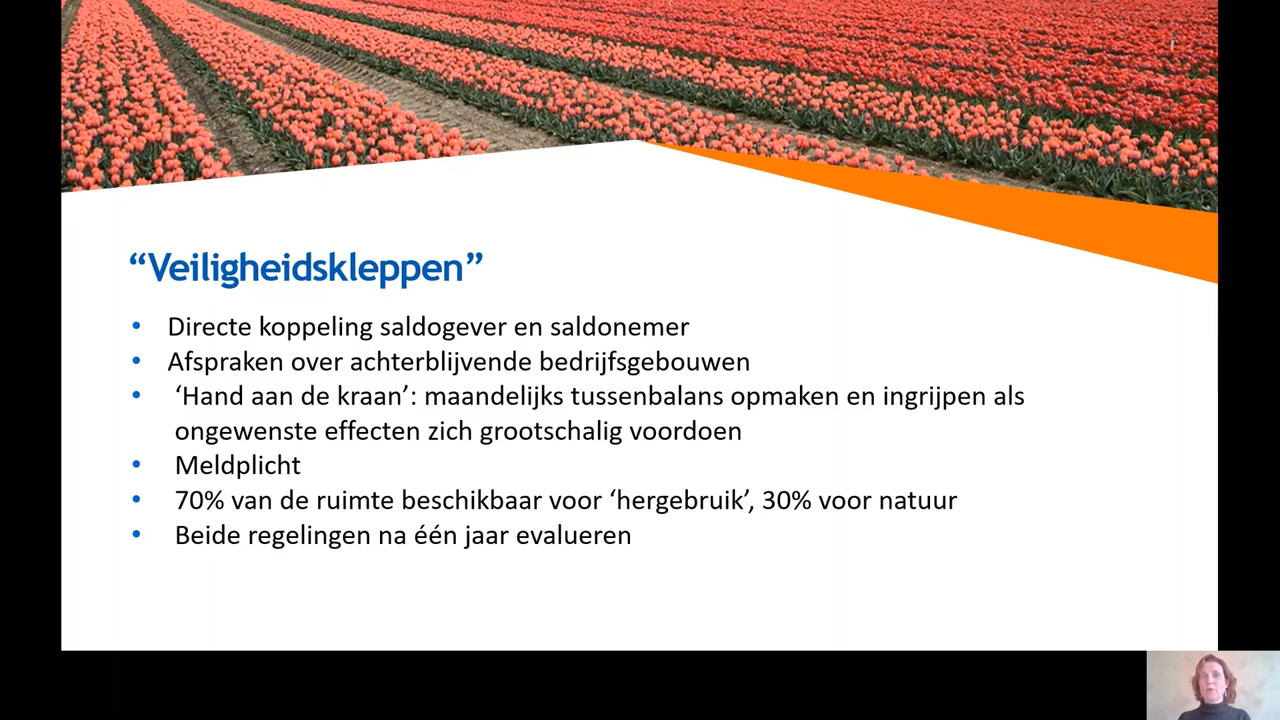 “Veiligheidskleppen”
• Directe koppeling saldogever en saldonemer
• Afspraken over achterblijvende bedrijfsgebouwen
• ‘Hand aan de kraan’: maandelijks tussenbalans opmaken en ingrijpen als
ongewenste effecten zich grootschalig voordoen
• Meldplicht
• 70% van de ruimte beschikbaar voor ‘hergebruik’, 30% voor natuur
• Beide regelingen na één jaar evalueren